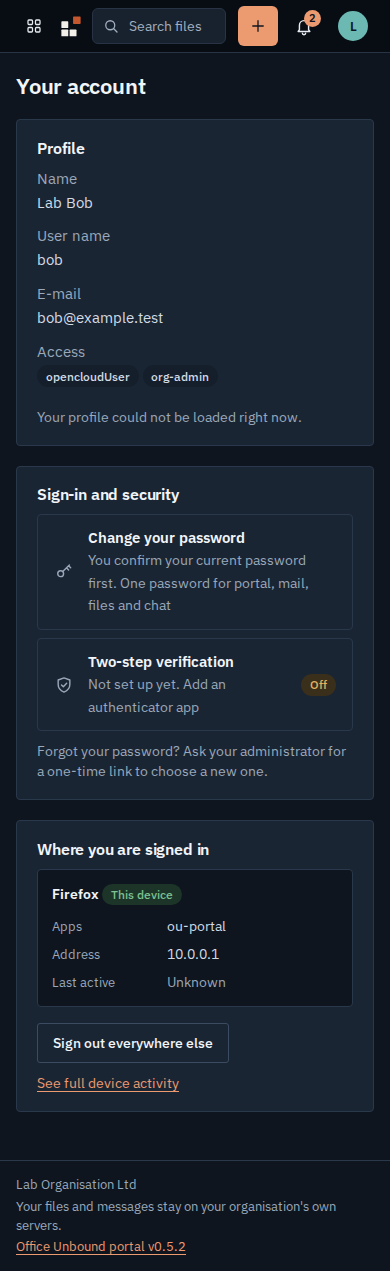 Search files
2
L
Your account
Profile
Name
Lab Bob
User name
bob
E-mail
bob@example.test
Access
opencloudUser org-admin
Your profile could not be loaded right now.
Sign-in and security
Change your password
You confirm your current password
first. One password for portal, mail,
files and chat
Two-step verification
Not set up yet. Add an
authenticator app
Off
Forgot your password? Ask your administrator for
a one-time link to choose a new one.
Where you are signed in
Firefox This device
Apps ou-portal
Address 10.0.0.1
Last active Unknown
Sign out everywhere else
See full device activity
Lab Organisation Ltd
Your files and messages stay on your organisation's own
servers.
Office Unbound portal v0.5.2